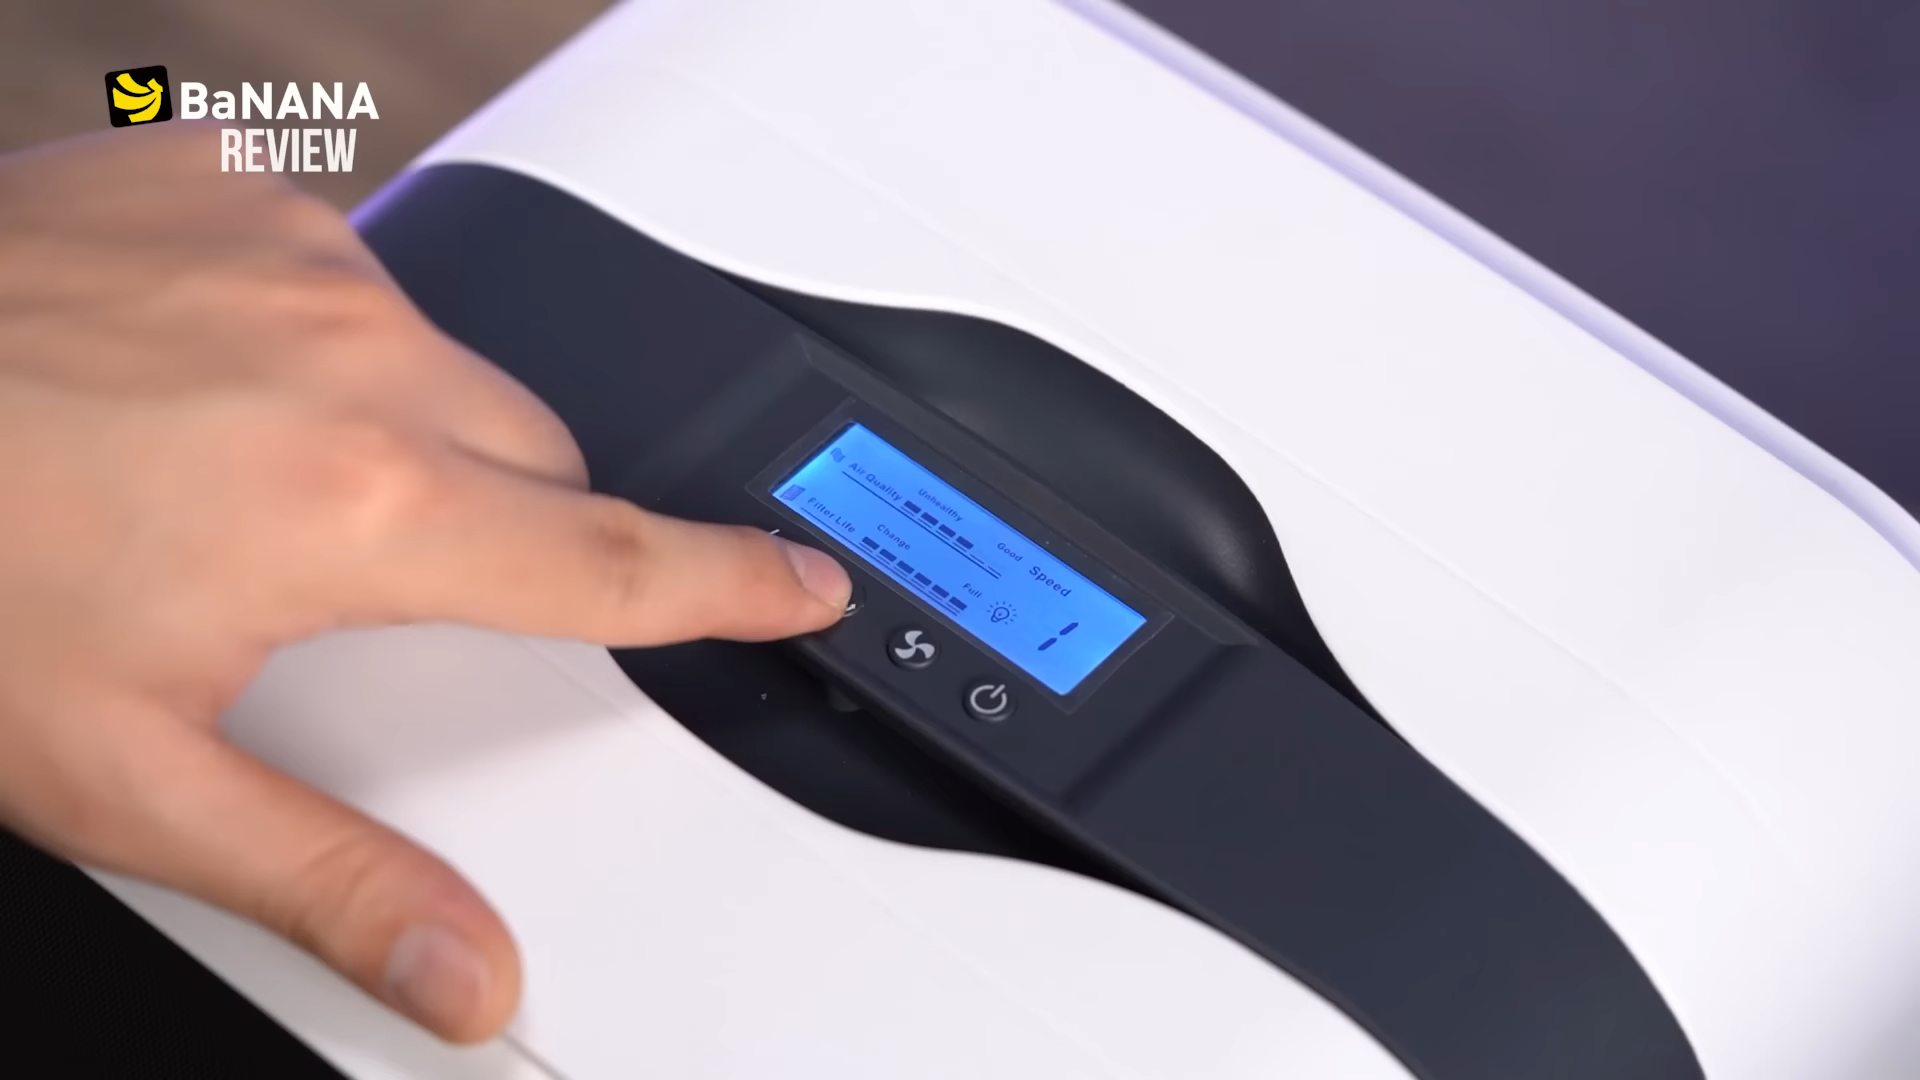 BaNANA
REVIEW
Air Quality
Unhealthy
Good
Filter Life
Change
Full
Speed
1